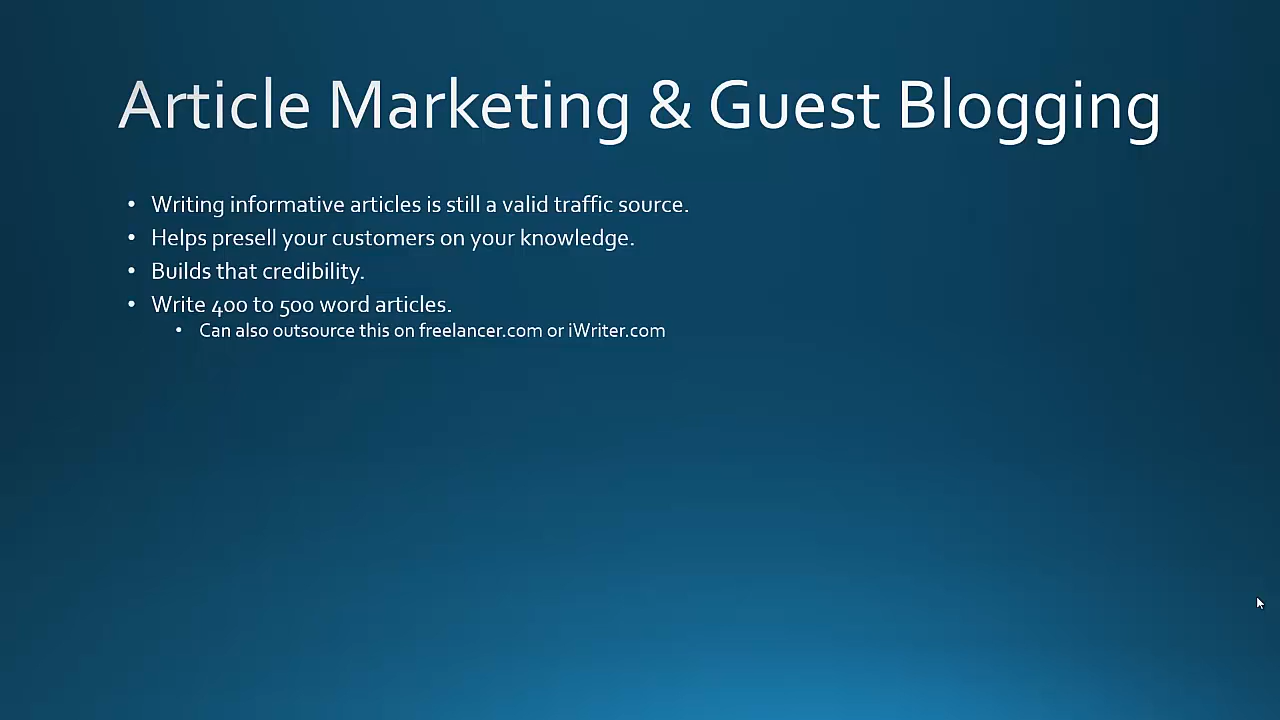 Article Marketing & Guest Blogging
• Writing informative articles is still a valid traffic source.
• Helps presell your customers on your knowledge.
• Builds that credibility.
• Write 400 to 500 word articles.
• Can also outsource this on freelancer.com or iWriter.com